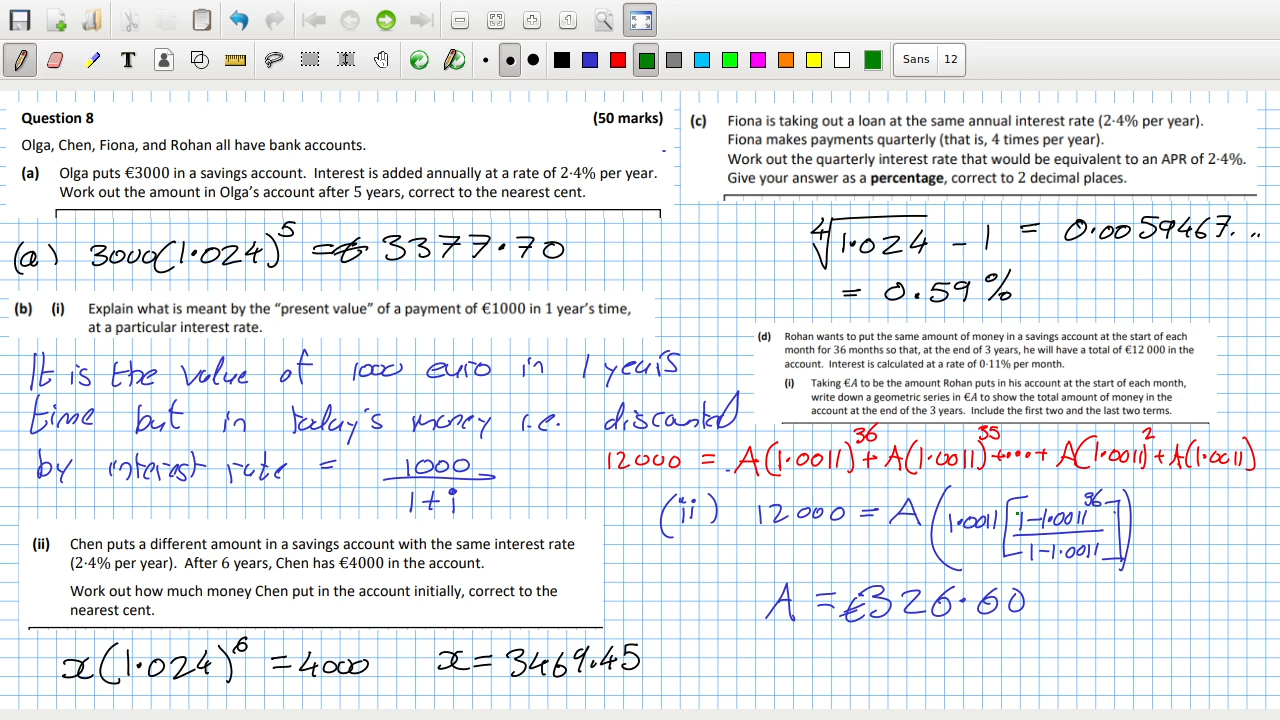 Sans 12
Question 8 (50 marks)
Olga, Chen, Fiona, and Rohan all have bank accounts.
(a) Olga puts €3000 in a savings account. Interest is added annually at a rate of 2·4% per year.
Work out the amount in Olga's account after 5 years, correct to the nearest cent.
(a) 3000(1·024)^5 = € 3377·70
(b) (i) Explain what is meant by the “present value” of a payment of €1000 in 1 year's time,
at a particular interest rate.
It is the value of 1000 euro in 1 year's
time but in today's money i.e. discounted
by interest rate = 1000 / 1+i
(ii) Chen puts a different amount in a savings account with the same interest rate
(2·4% per year). After 6 years, Chen has €4000 in the account.
Work out how much money Chen put in the account initially, correct to the
nearest cent.
x(1·024)^6 = 4000 x = 3469.45
(c) Fiona is taking out a loan at the same annual interest rate (2·4% per year).
Fiona makes payments quarterly (that is, 4 times per year).
Work out the quarterly interest rate that would be equivalent to an APR of 2·4%.
Give your answer as a percentage, correct to 2 decimal places.
4√1·024 - 1 = 0.0059467...
= 0.59%
(d) Rohan wants to put the same amount of money in a savings account at the start of each
month for 36 months so that, at the end of 3 years, he will have a total of €12 000 in the
account. Interest is calculated at a rate of 0·11% per month.
(i) Taking €A to be the amount Rohan puts in his account at the start of each month,
write down a geometric series in €A to show the total amount of money in the
account at the end of the 3 years. Include the first two and the last two terms.
12000 = A(1·0011)^36 + A(1·0011)^35 + .... + A(1·0011)^2 + A(1·0011)
(ii) 12000 = A(1·0011[1-1·0011^36 / 1-1·0011])
A = €326·60